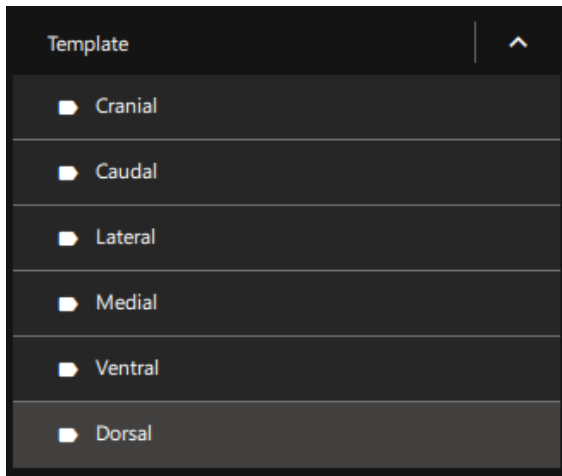 Template
Cranial
Caudal
Lateral
Medial
Ventral
Dorsal